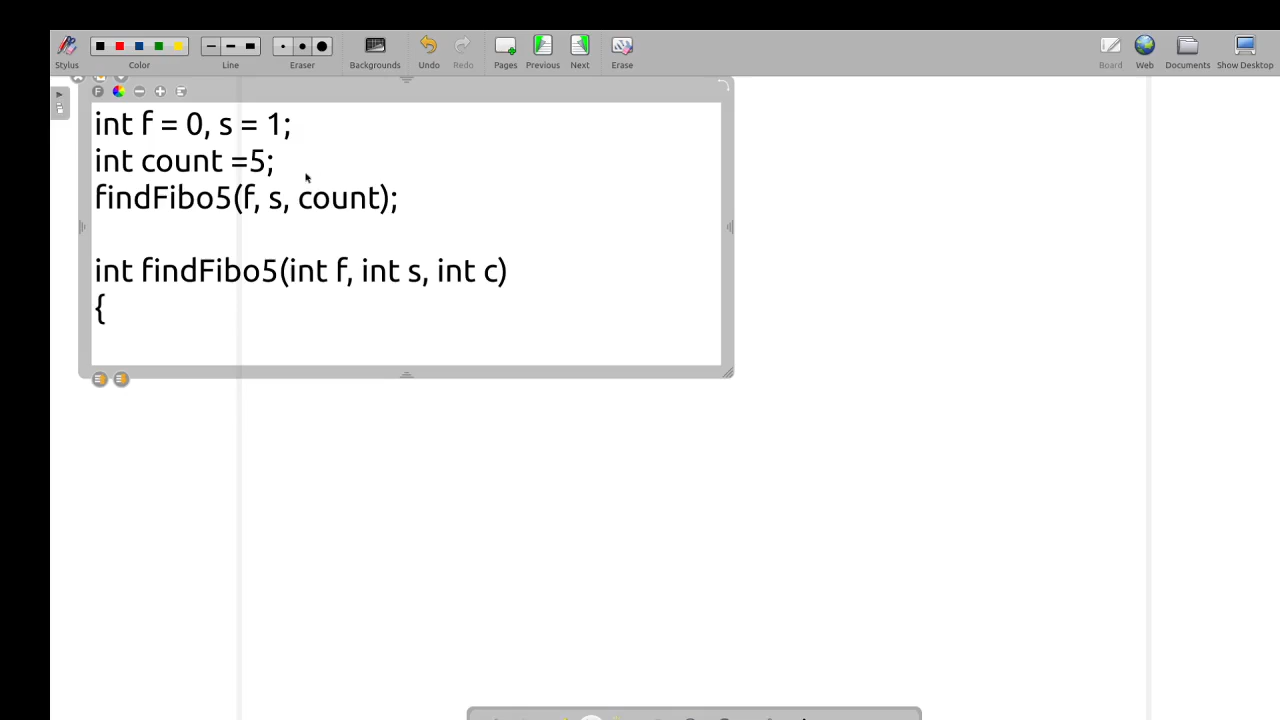 Stylus Color Line Eraser Backgrounds Undo Redo Pages Previous Next Erase Board Web Documents Show Desktop
int f = 0, s = 1;
int count =5;
findFibo5(f, s, count);
int findFibo5(int f, int s, int c)
{